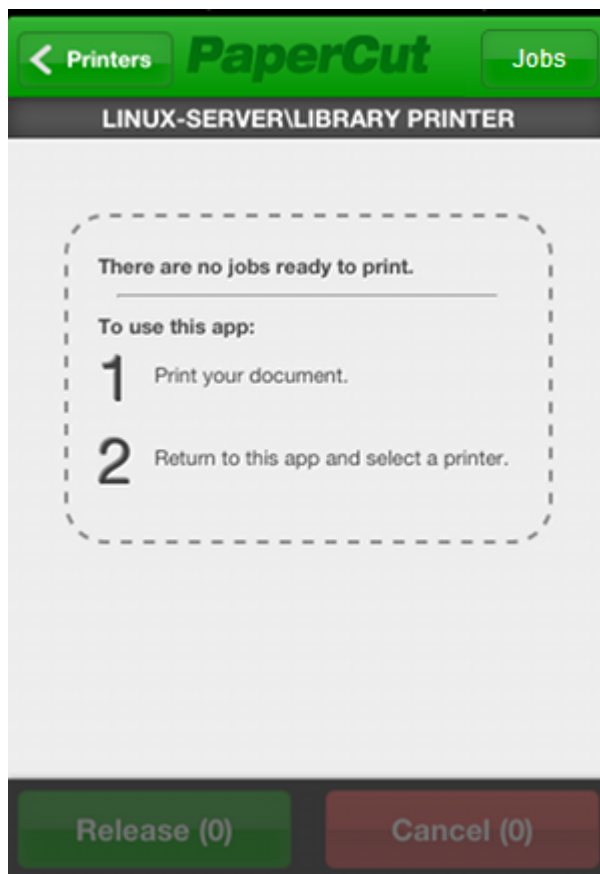 Printers PaperCut Jobs
LINUX-SERVER\LIBRARY PRINTER
There are no jobs ready to print.
To use this app:
1 Print your document.
2 Return to this app and select a printer.
Release (0) Cancel (0)